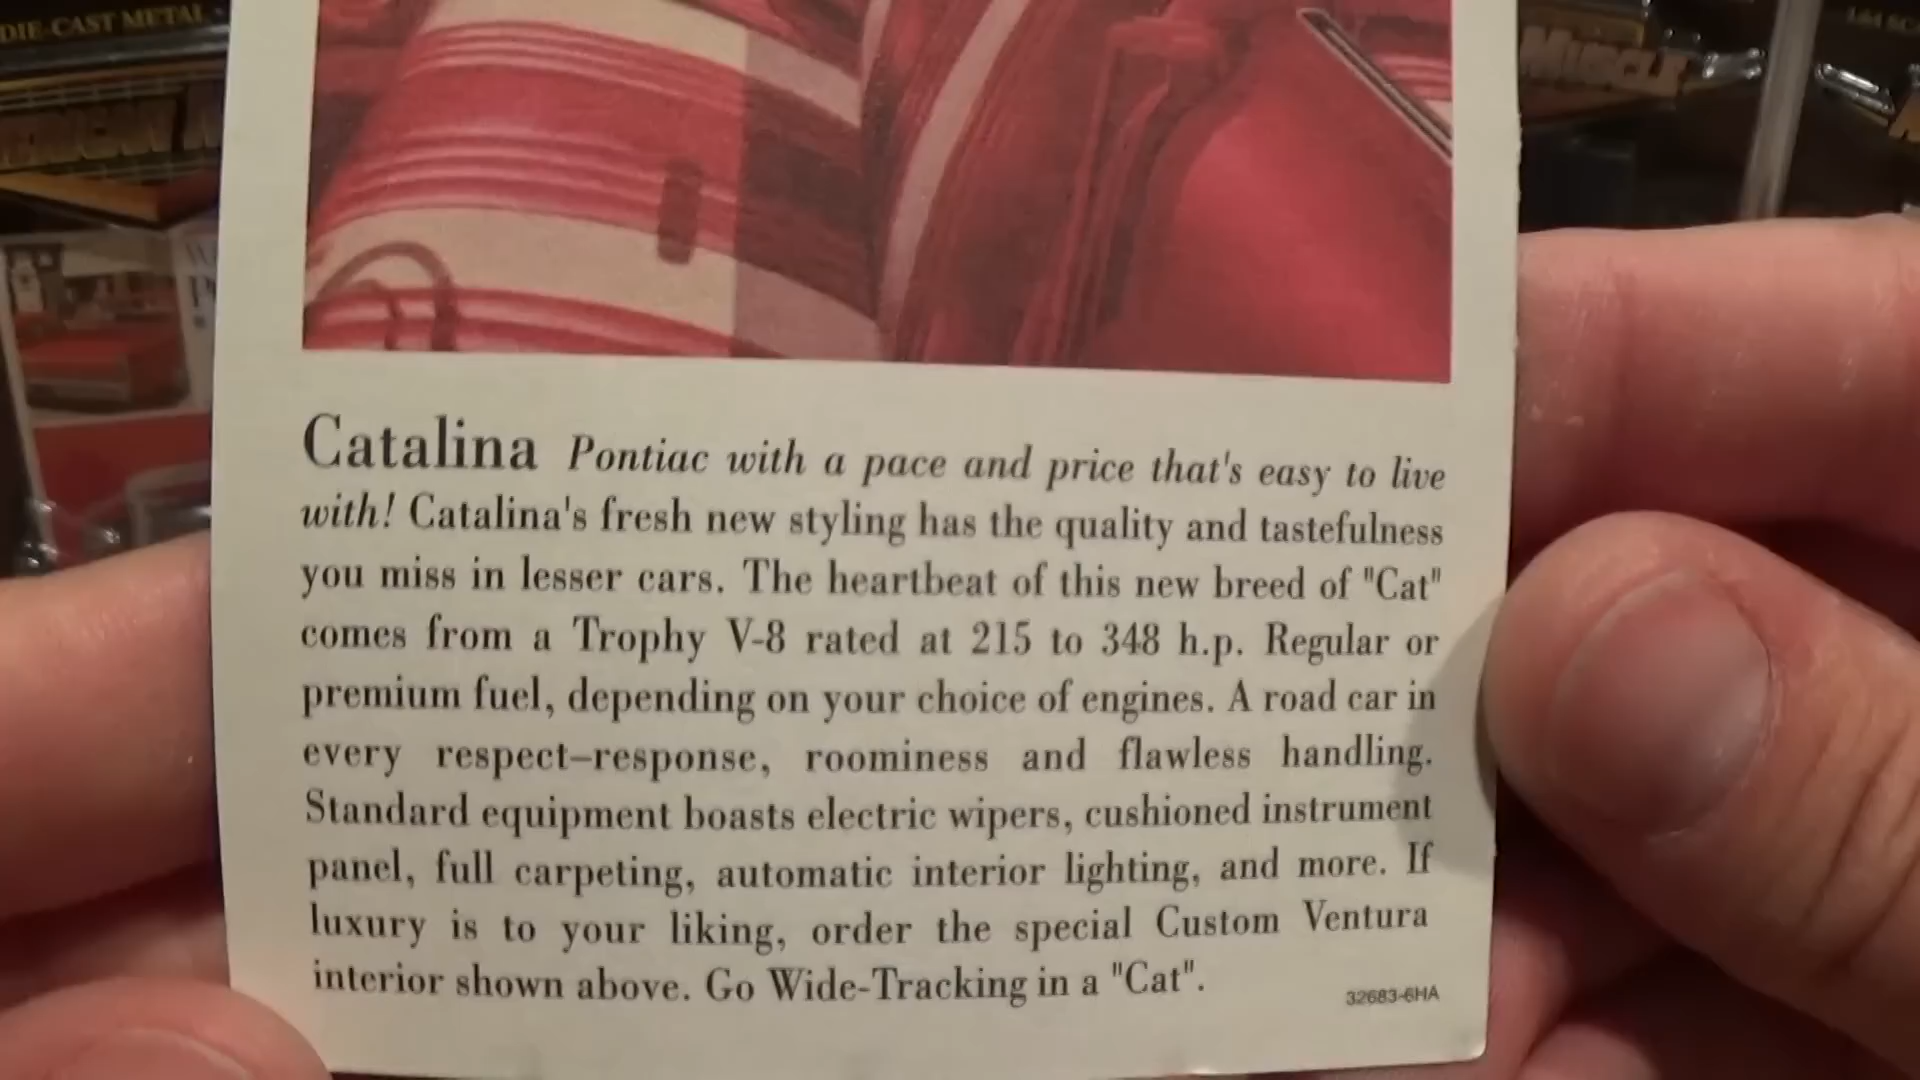 DIE-CAST METAL
MUSCLE
Catalina Pontiac with a pace and price that's easy to live
with! Catalina's fresh new styling has the quality and tastefulness
you miss in lesser cars. The heartbeat of this new breed of "Cat"
comes from a Trophy V-8 rated at 215 to 348 h.p. Regular or
premium fuel, depending on your choice of engines. A road car in
every respect–response, roominess and flawless handling.
Standard equipment boasts electric wipers, cushioned instrument
panel, full carpeting, automatic interior lighting, and more. If
luxury is to your liking, order the special Custom Ventura
interior shown above. Go Wide-Tracking in a "Cat".
32683-6HA